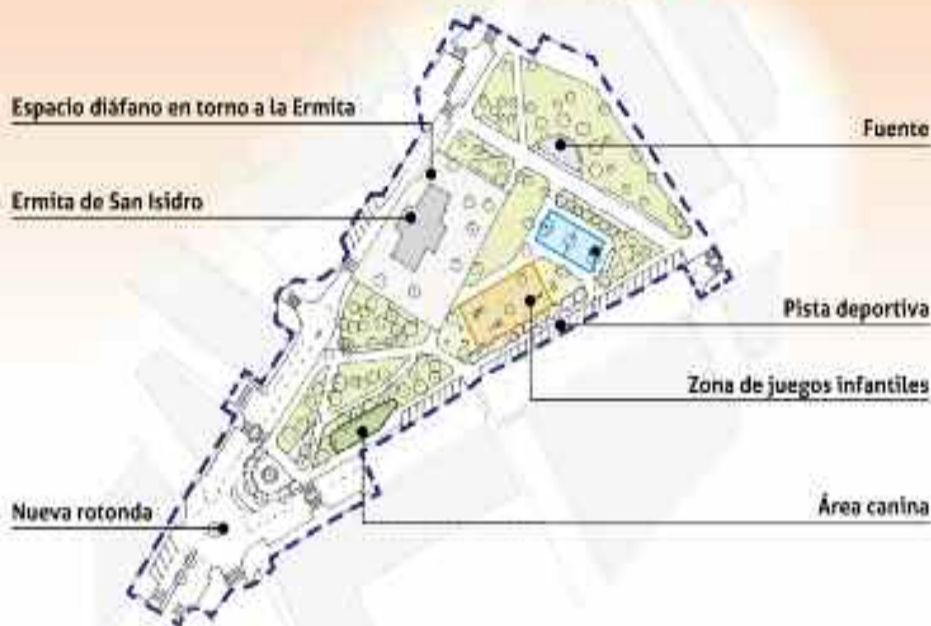 Espacio diáfano en torno a la Ermita
Fuente
Ermita de San Isidro
Pista deportiva
Zona de juegos infantiles
Nueva rotonda
Área canina